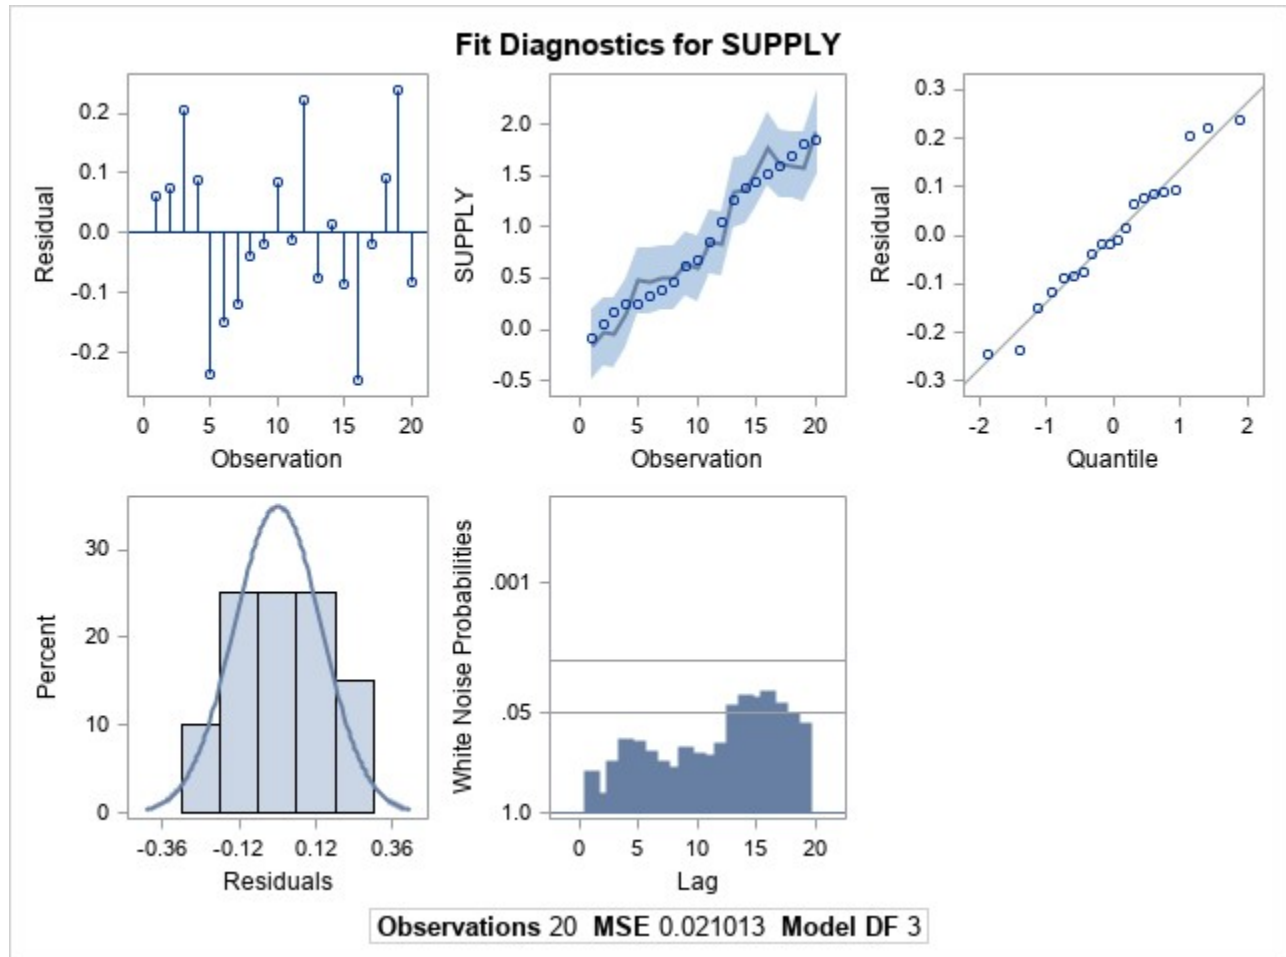 Fit Diagnostics for SUPPLY
Residual
0.2
0.1
0.0
-0.1
-0.2
0 5 10 15 20
Observation
SUPPLY
2.0
1.5
1.0
0.5
0.0
-0.5
0 5 10 15 20
Observation
Residual
0.3
0.2
0.1
0.0
-0.1
-0.2
-0.3
-2 -1 0 1 2
Quantile
Percent
30
20
10
0
-0.36 -0.12 0.12 0.36
Residuals
White Noise Probabilities
.001
.05
1.0
0 5 10 15 20
Lag
Observations 20 MSE 0.021013 Model DF 3